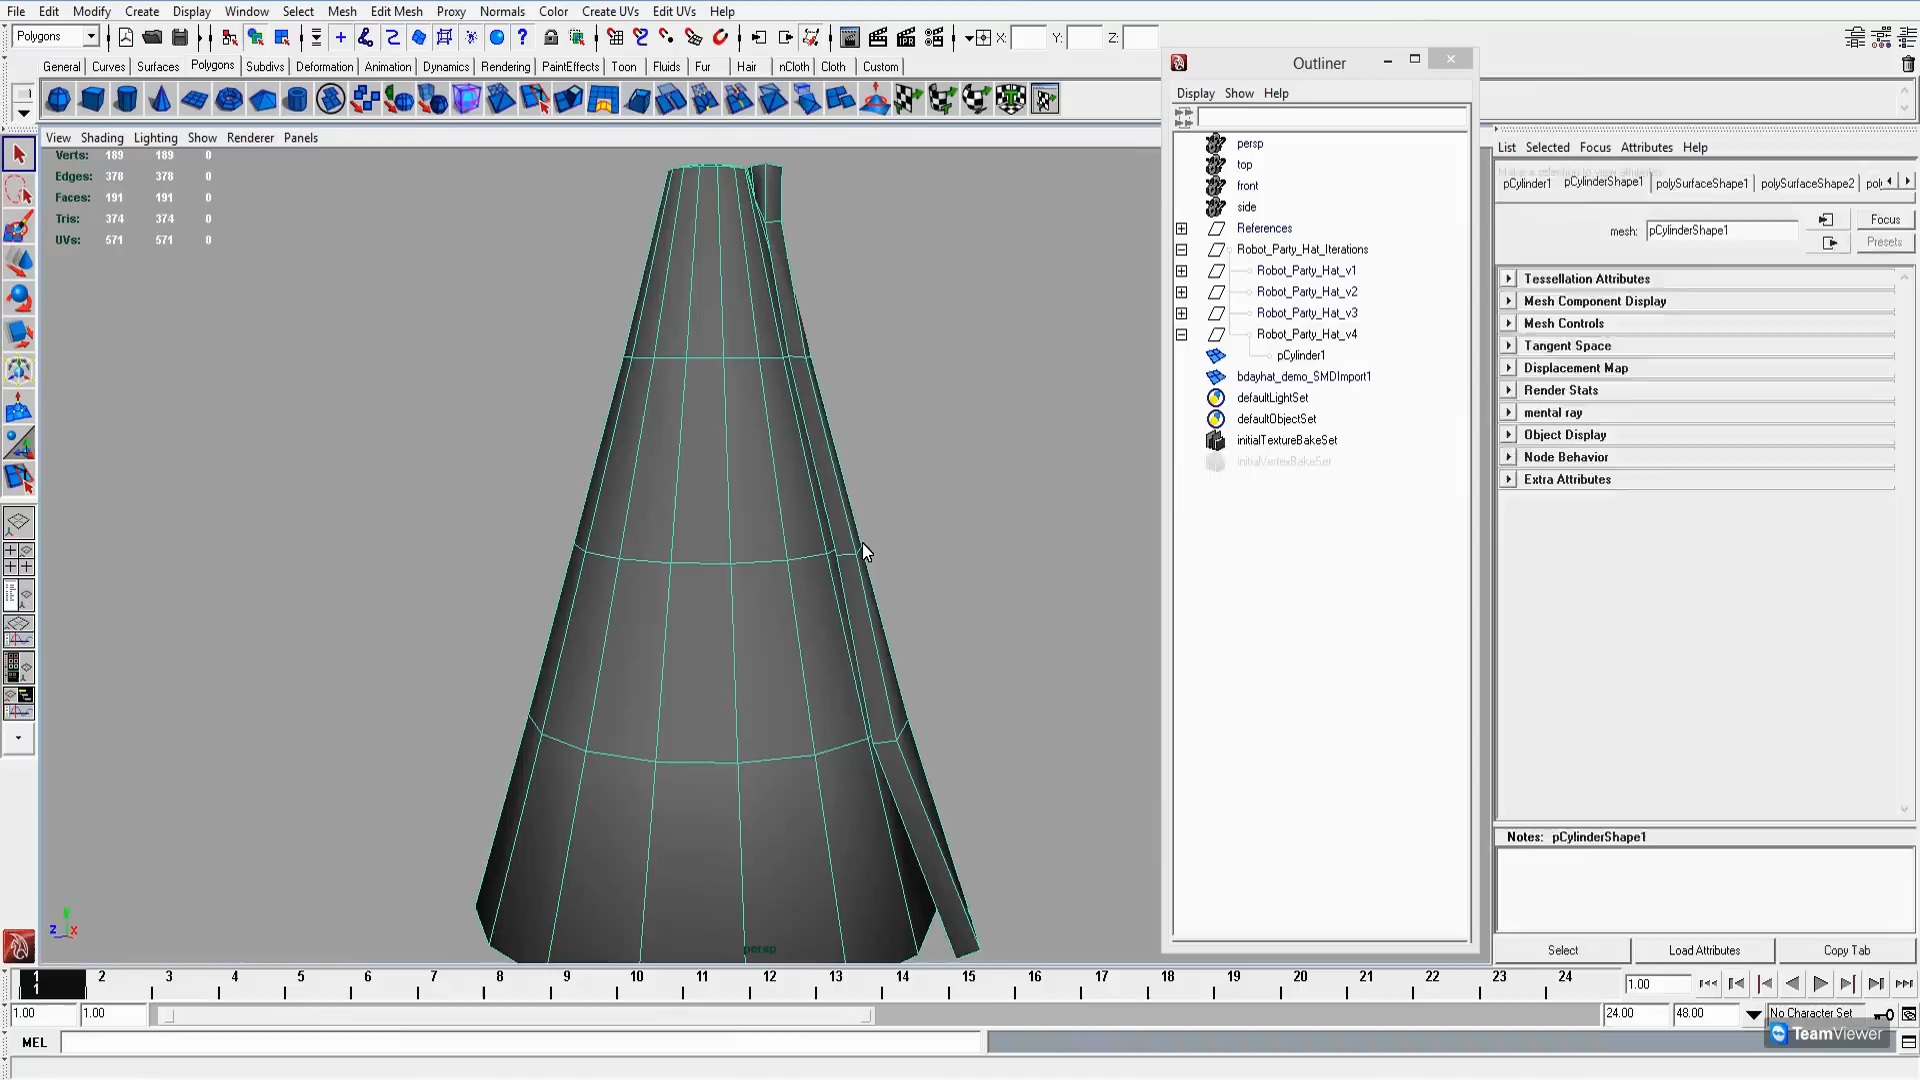 File Edit Modify Create Display Window Select Mesh Edit Mesh Proxy Normals Color Create UVs Edit UVs Help
Polygons X: Y: Z:
General Curves Surfaces Polygons Subdivs Deformation Animation Dynamics Rendering PaintEffects Toon Fluids Fur Hair nCloth Cloth Custom
View Shading Lighting Show Renderer Panels
Verts: 189 189 0
Edges: 378 378 0
Faces: 191 191 0
Tris: 374 374 0
UVs: 571 571 0
persp
Outliner
Display Show Help
persp
top
front
side
References
Robot_Party_Hat_Iterations
Robot_Party_Hat_v1
Robot_Party_Hat_v2
Robot_Party_Hat_v3
Robot_Party_Hat_v4
pCylinder1
bdayhat_demo_SMDImport1
defaultLightSet
defaultObjectSet
initialTextureBakeSet
initialVertexBakeSet
List Selected Focus Attributes Help
pCylinder1 pCylinderShape1 polySurfaceShape1 polySurfaceShape2 pol
mesh: pCylinderShape1
Focus
Presets
Tessellation Attributes
Mesh Component Display
Mesh Controls
Tangent Space
Displacement Map
Render Stats
mental ray
Object Display
Node Behavior
Extra Attributes
Notes: pCylinderShape1
Select Load Attributes Copy Tab
1 2 3 4 5 6 7 8 9 10 11 12 13 14 15 16 17 18 19 20 21 22 23 24
1
1.00
1.00 1.00 24.00 48.00 No Character Set
MEL
TeamViewer